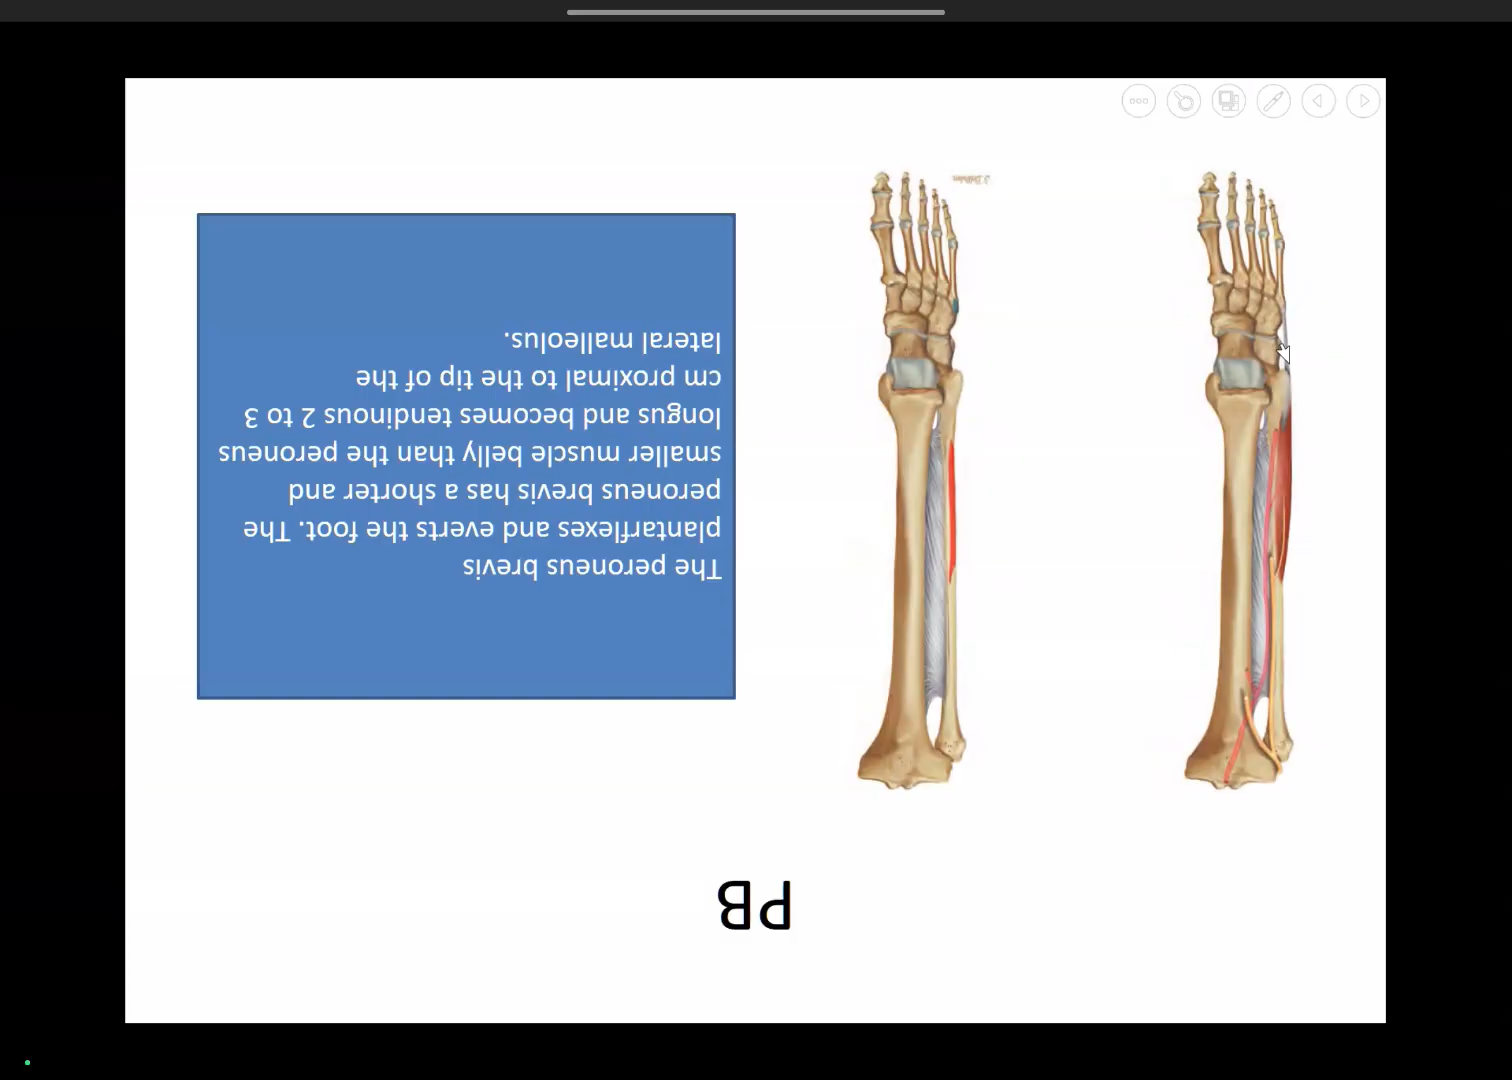 PB
The peroneus brevis
plantarflexes and everts the foot. The
peroneus brevis has a shorter and
smaller muscle belly than the peroneus
longus and becomes tendinous 2 to 3
cm proximal to the tip of the
lateral malleolus.